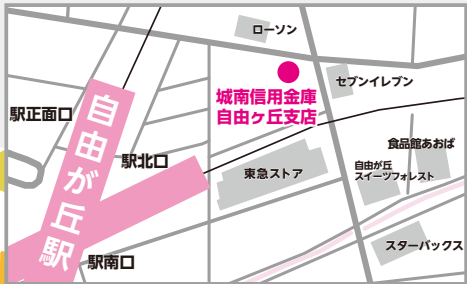 ローソン
セブンイレブン
城南信用金庫
自由ヶ丘支店
駅正面口
自由が丘駅
駅北口
東急ストア
食品館あおば
自由が丘
スイーツフォレスト
駅南口
スターバックス